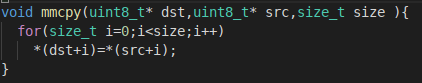 void mmcpy(uint8_t* dst,uint8_t* src,size_t size ){
  for(size_t i=0;i<size;i++)
    *(dst+i)=*(src+i);
}